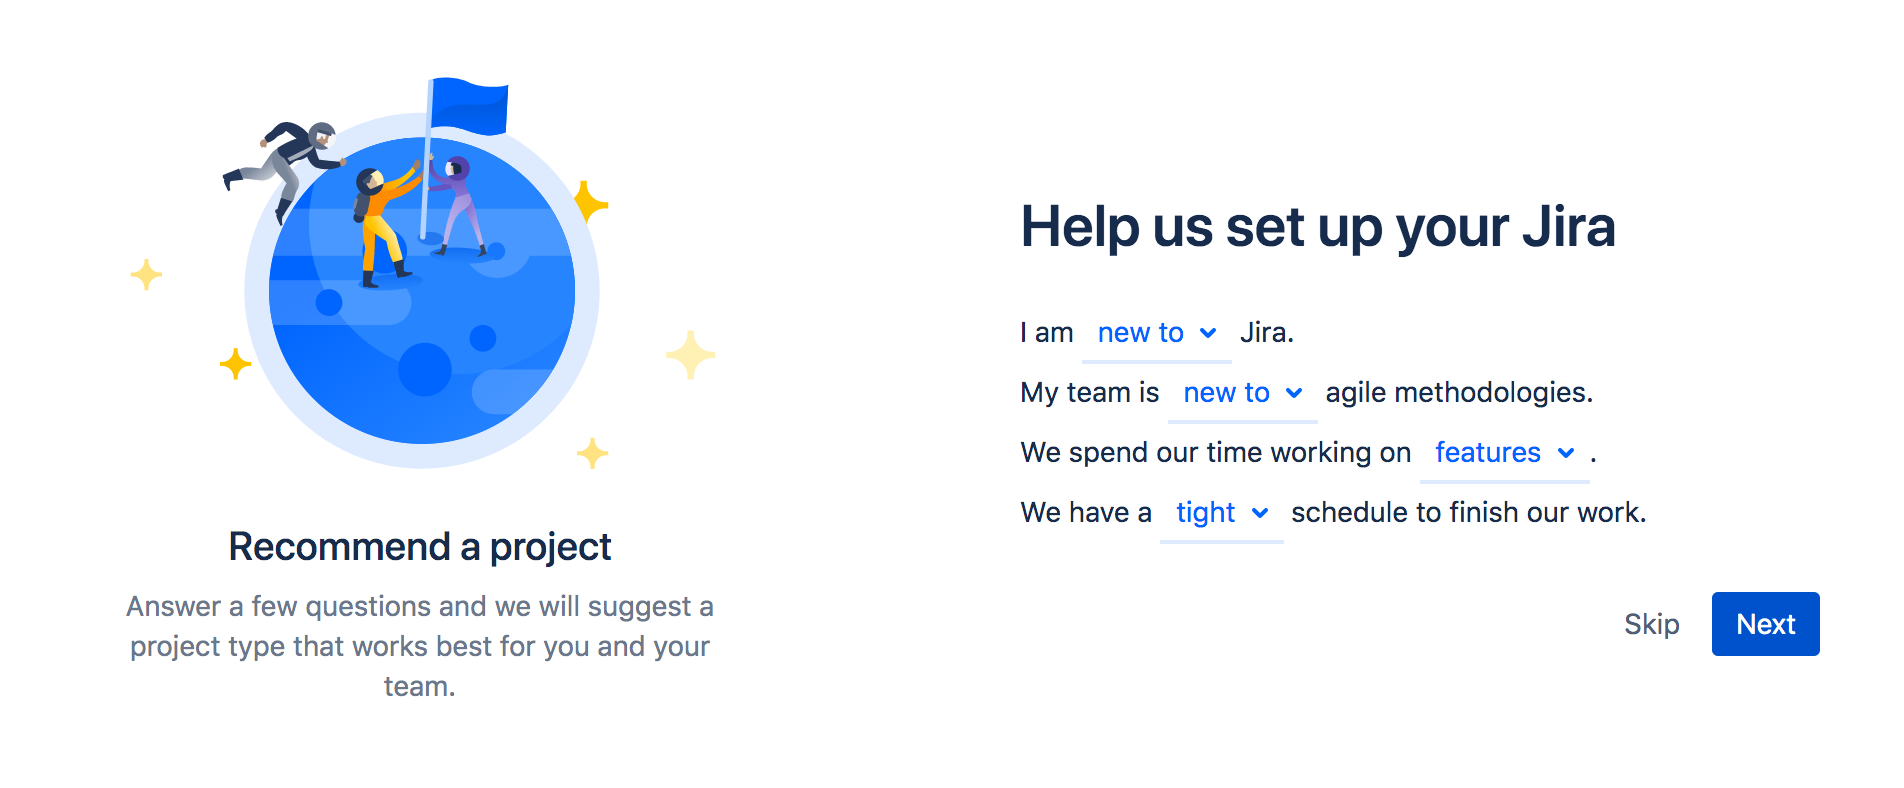 Recommend a project
Answer a few questions and we will suggest a
project type that works best for you and your
team.
Help us set up your Jira
I am new to Jira.
My team is new to agile methodologies.
We spend our time working on features .
We have a tight schedule to finish our work.
Skip Next